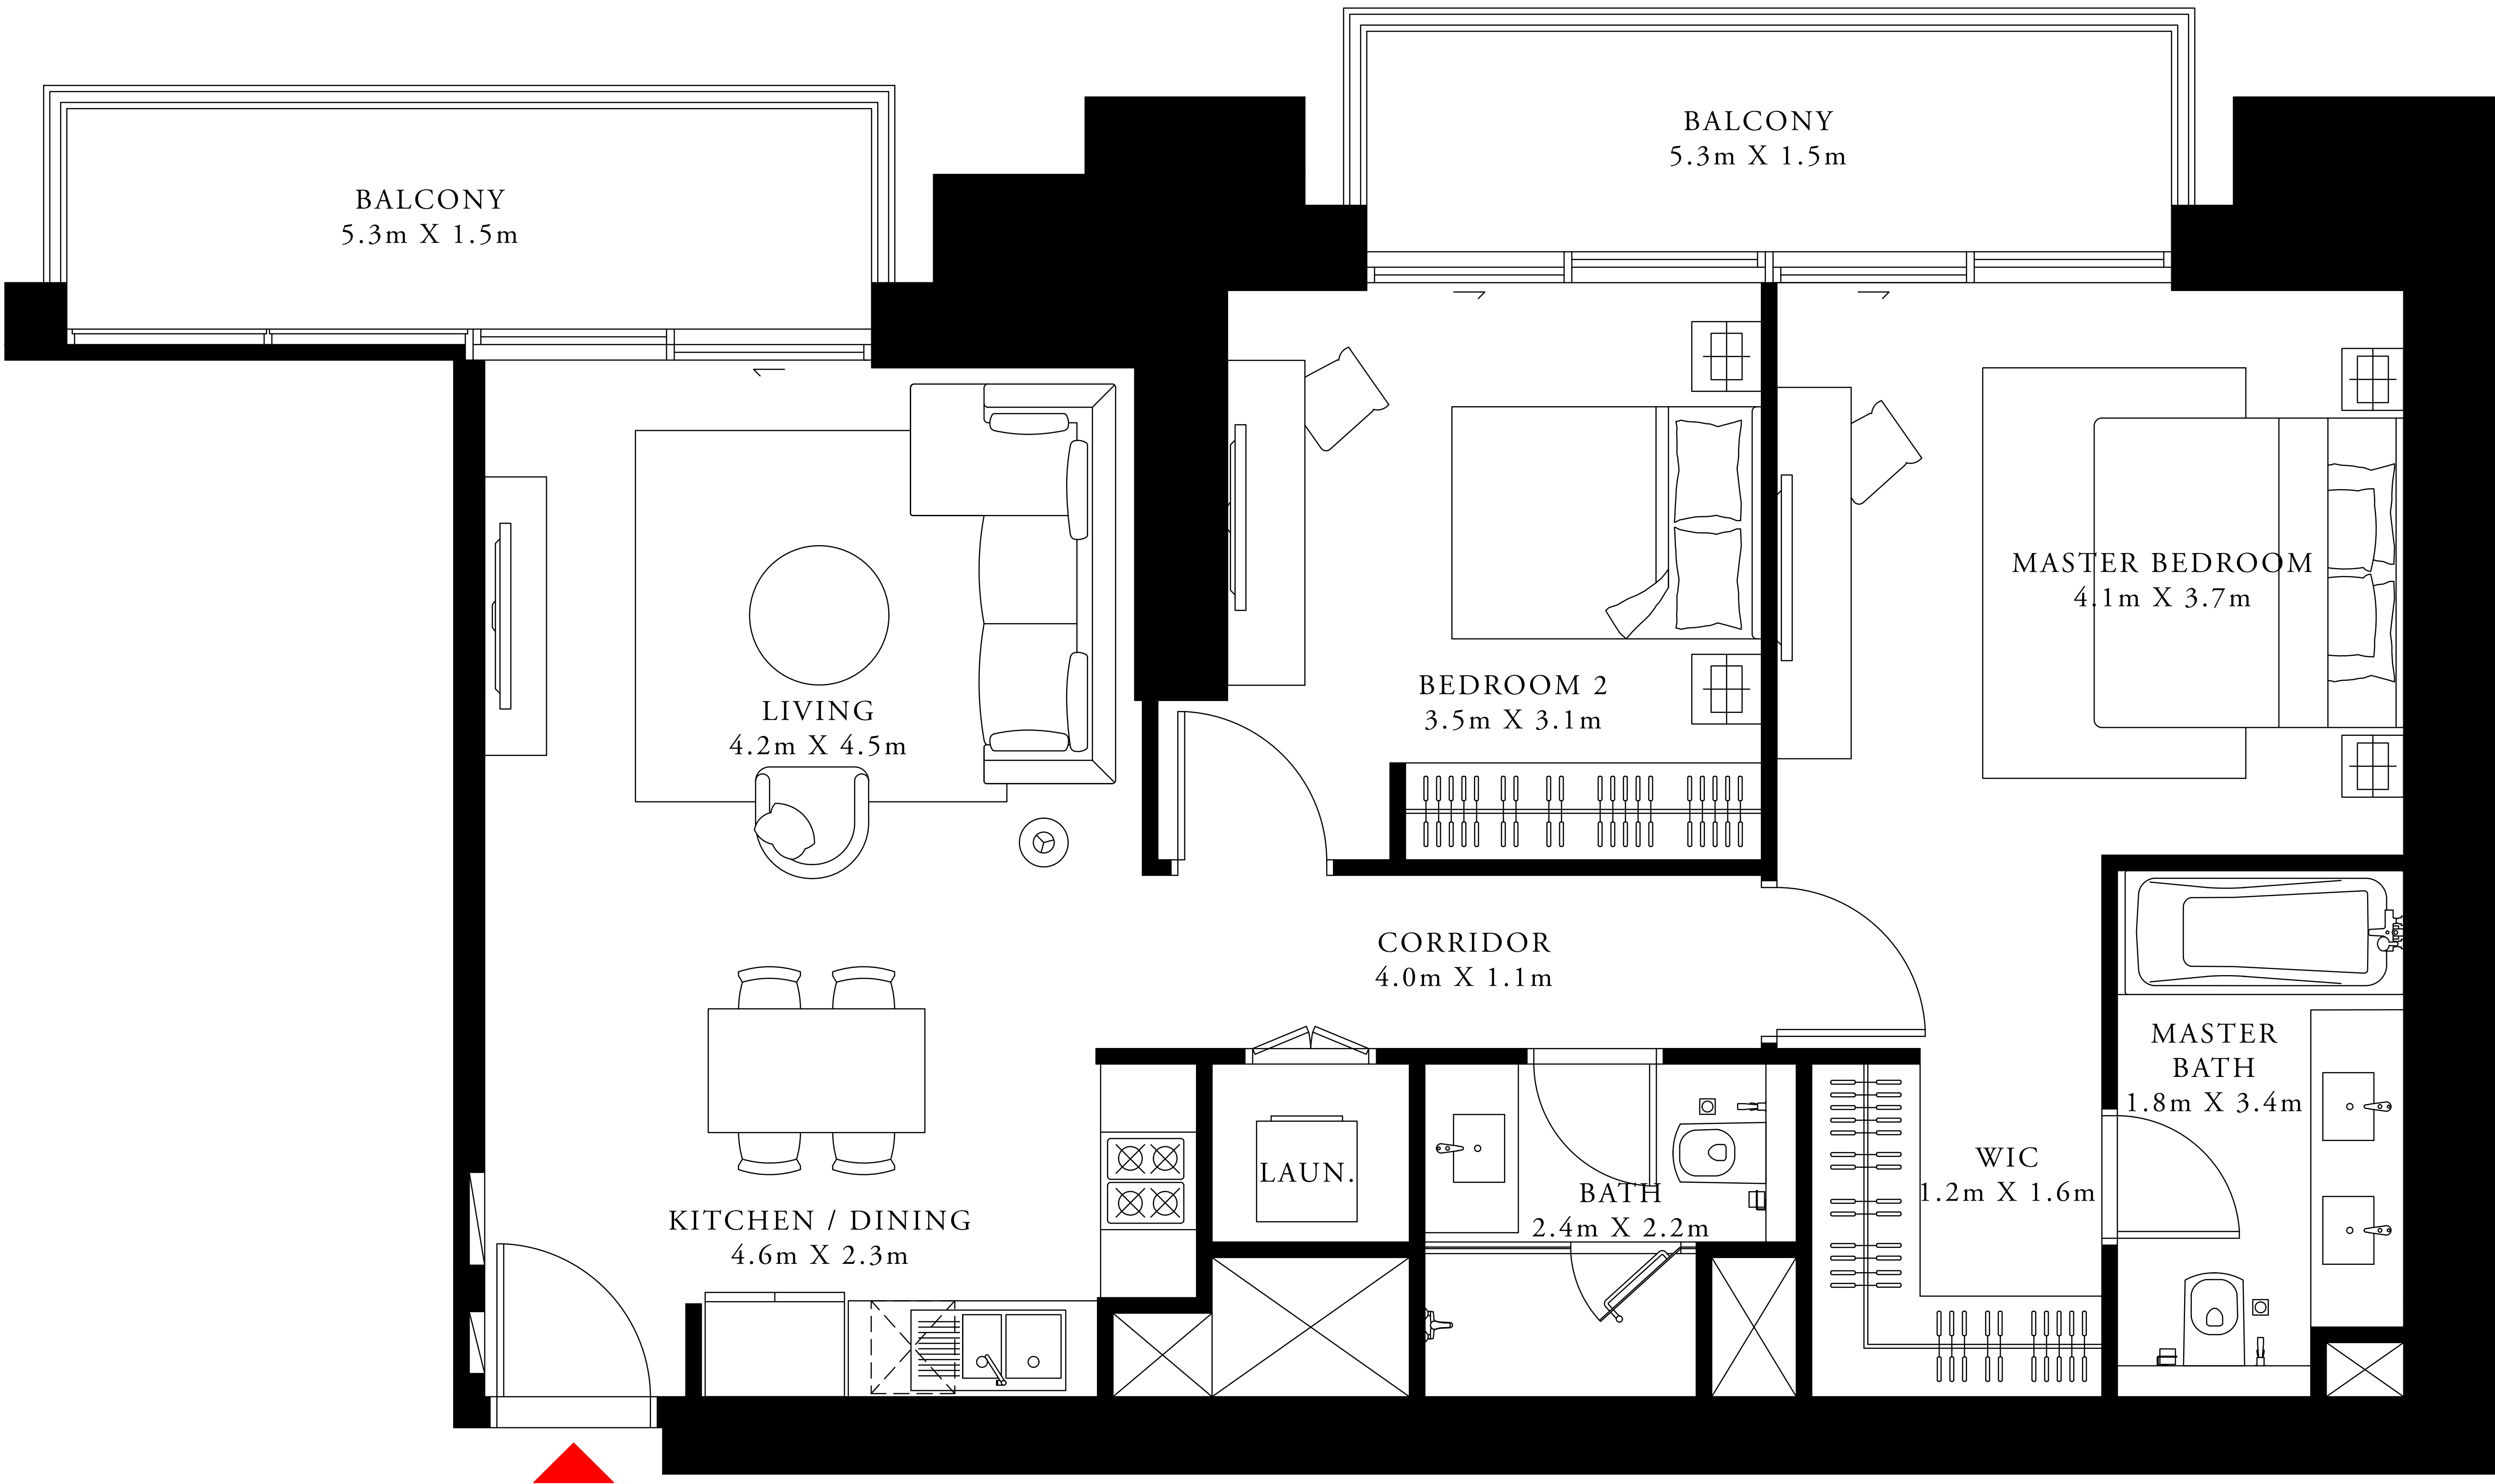 BALCONY
5.3m X 1.5m
BALCONY
5.3m X 1.5m
MASTER BEDROOM
4.1m X 3.7m
BEDROOM 2
3.5m X 3.1m
LIVING
4.2m X 4.5m
CORRIDOR
4.0m X 1.1m
MASTER
BATH
1.8m X 3.4m
WIC
1.2m X 1.6m
LAUN.
BATH
2.4m X 2.2m
KITCHEN / DINING
4.6m X 2.3m